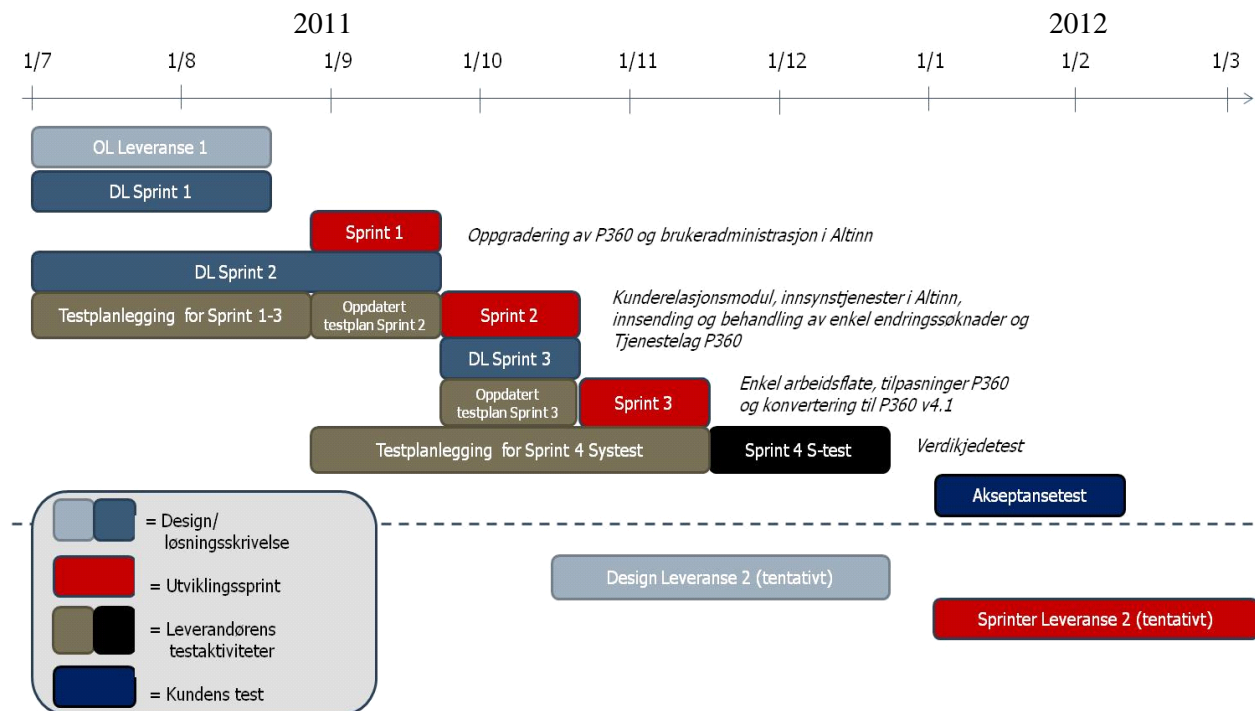 2011
2012
1/7
1/8
1/9
1/10
1/11
1/12
1/1
1/2
1/3
OL Leveranse 1
DL Sprint 1
Sprint 1
Oppgradering av P360 og brukeradministrasjon i Altinn
DL Sprint 2
Testplanlegging for Sprint 1-3
Oppdatert
testplan Sprint 2
Sprint 2
Kunderelasjonsmodul, innsynstjenester i Altinn,
innsending og behandling av enkel endringssøknader og
Tjenestelag P360
DL Sprint 3
Oppdatert
testplan Sprint 3
Sprint 3
Enkel arbeidsflate, tilpasninger P360
og konvertering til P360 v4.1
Testplanlegging for Sprint 4 Systest
Sprint 4 S-test
Verdikjedetest
Akseptansetest
= Design/
løsningsskrivelse
= Utviklingssprint
= Leverandørens
testaktiviteter
= Kundens test
Design Leveranse 2 (tentativt)
Sprinter Leveranse 2 (tentativt)